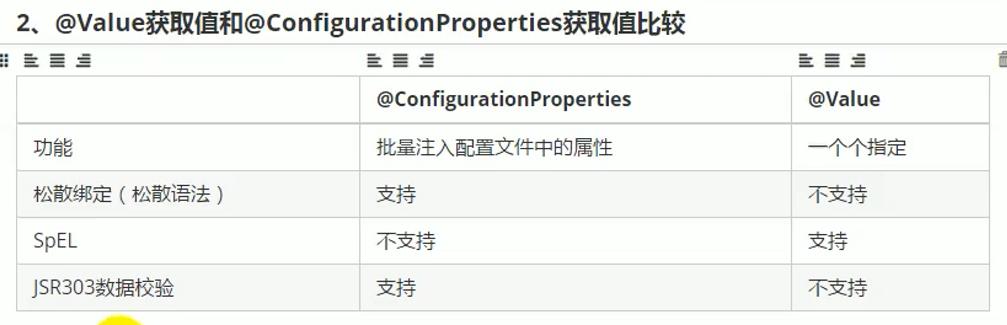 2、@Value获取值和@ConfigurationProperties获取值比较
@ConfigurationProperties @Value
功能 批量注入配置文件中的属性 一个个指定
松散绑定（松散语法） 支持 不支持
SpEL 不支持 支持
JSR303数据校验 支持 不支持